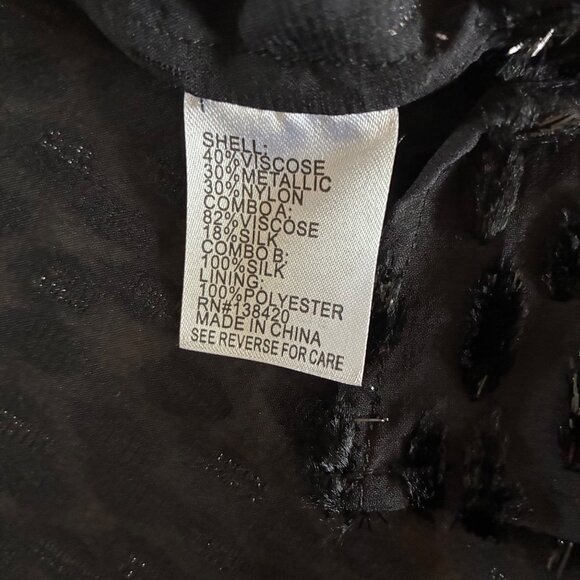 SHELL:
40%VISCOSE
30%METALLIC
30%NYLON
COMBO A:
82%VISCOSE
18%SILK
COMBO B:
100%SILK
LINING:
100%POLYESTER
RN#138420
MADE IN CHINA
SEE REVERSE FOR CARE